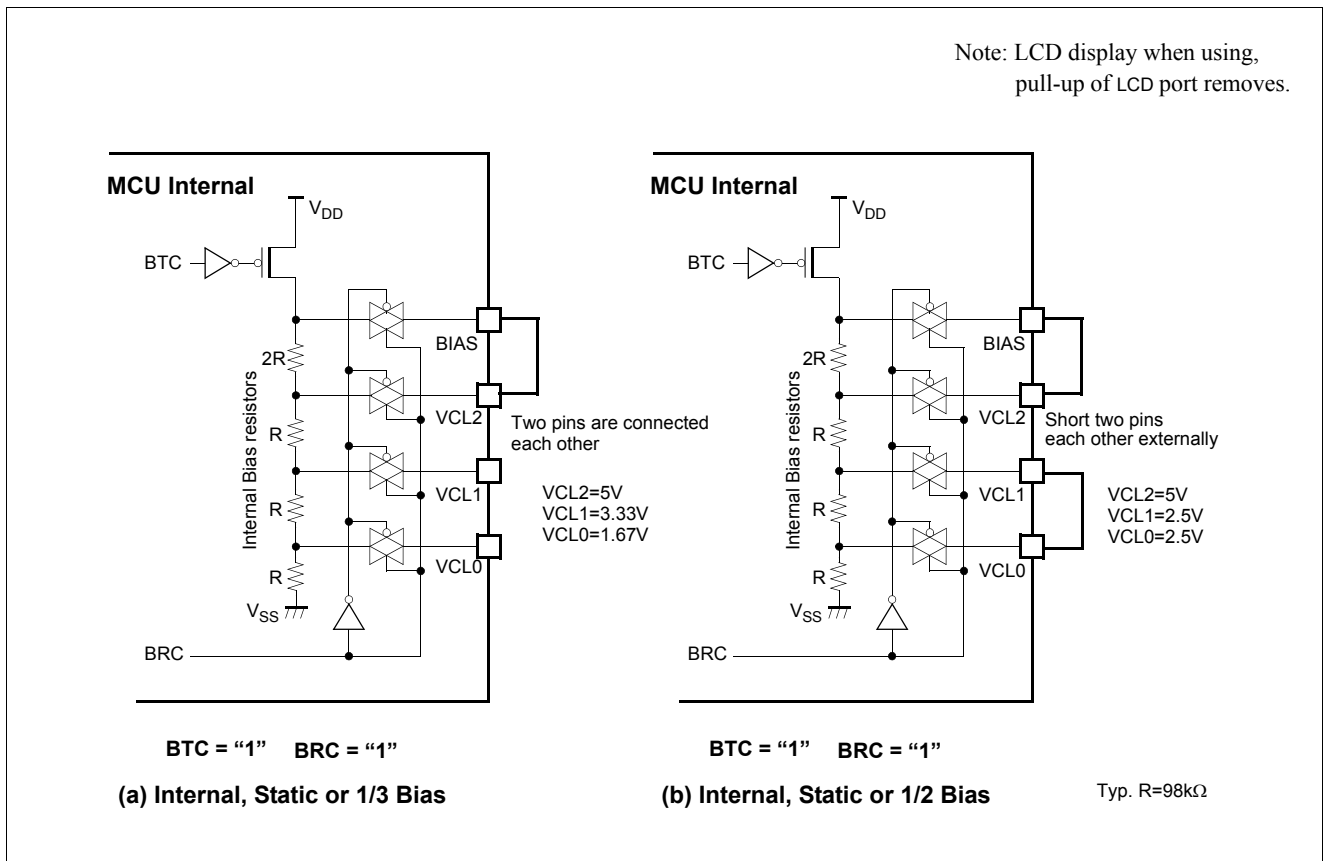 Note: LCD display when using,
pull-up of LCD port removes.
MCU Internal
VDD
BTC
BIAS
2R
VCL2
Internal Bias resistors
R
VCL1
R
VCL0
R
VSS
BRC
Two pins are connected
each other
VCL2=5V
VCL1=3.33V
VCL0=1.67V
BTC = “1” BRC = “1”
(a) Internal, Static or 1/3 Bias
MCU Internal
VDD
BTC
BIAS
2R
VCL2
Internal Bias resistors
R
VCL1
R
VCL0
R
VSS
BRC
Short two pins
each other externally
VCL2=5V
VCL1=2.5V
VCL0=2.5V
BTC = “1” BRC = “1”
(b) Internal, Static or 1/2 Bias
Typ. R=98kΩ